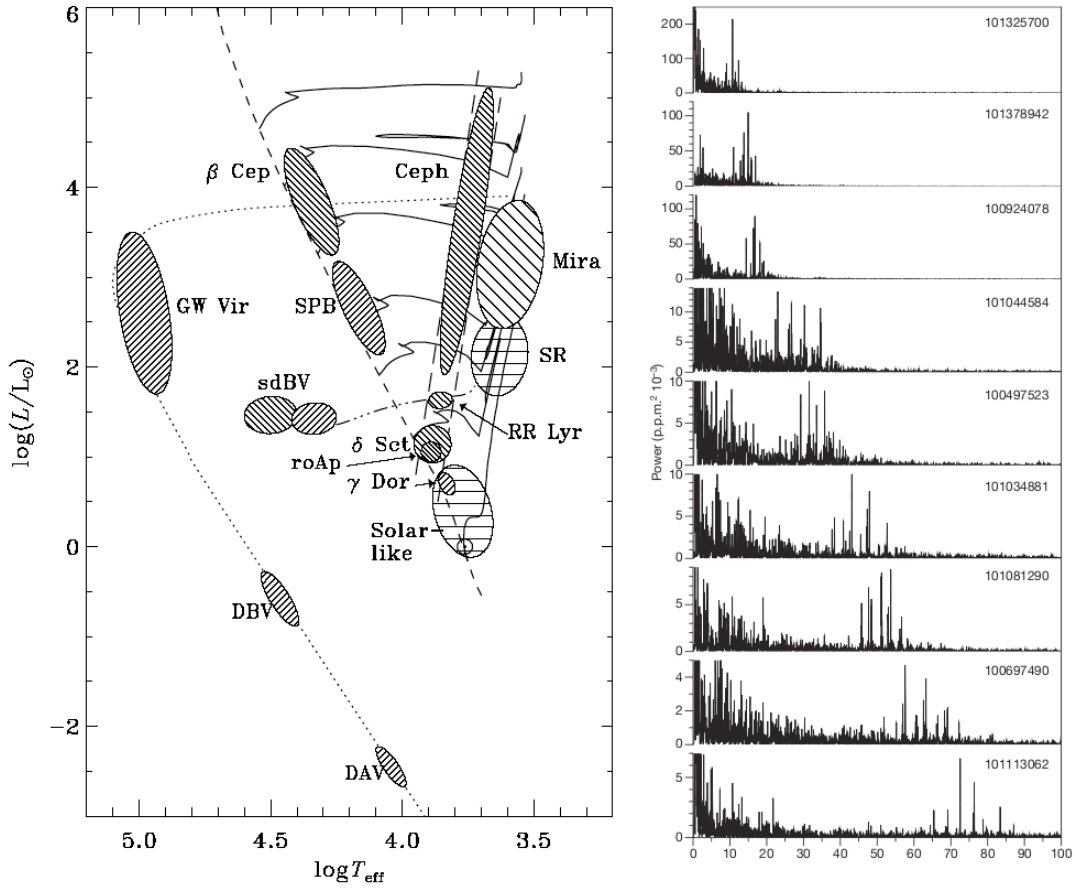 6
4
2
0
−2
log(L/L⊙)
β Cep
Ceph
Mira
GW Vir
SPB
SR
sdBV
RR Lyr
δ Sct
roAp
γ Dor
Solar-
like
DBV
DAV
5.0 4.5 4.0 3.5
logTeff
200
100
0
101325700
100
50
0
101378942
100
50
0
100924078
10
5
0
101044584
10
5
0
100497523
10
5
0
101034881
5
0
101081290
4
2
0
100697490
5
0
101113062
Power (p.p.m.² 10⁻³)
0 10 20 30 40 50 60 70 80 90 100